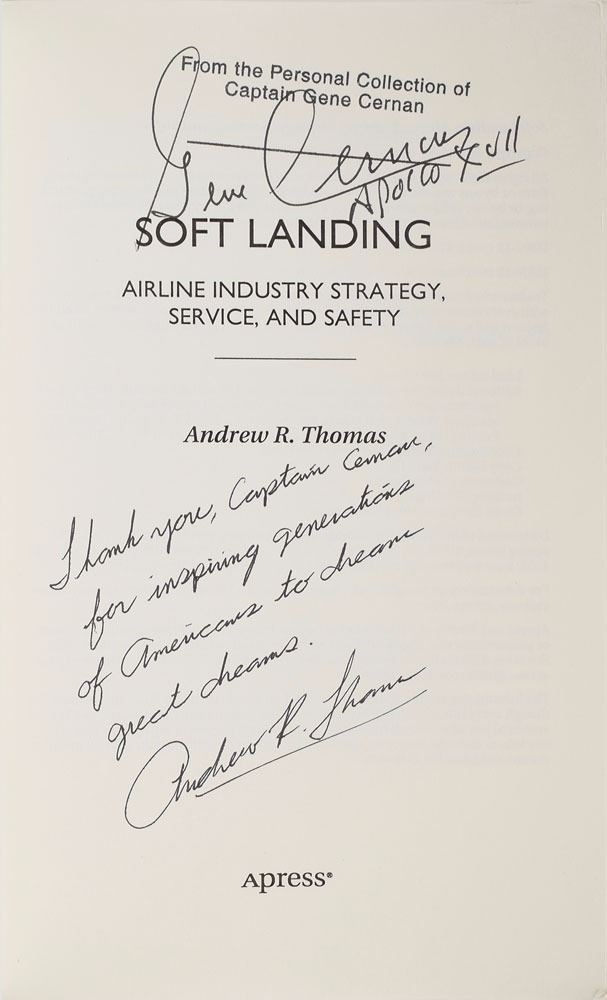 From the Personal Collection of
Captain Gene Cernan
Gene Cernan
Apollo XVII
SOFT LANDING
AIRLINE INDUSTRY STRATEGY,
SERVICE, AND SAFETY
Andrew R. Thomas
Thank you, Captain Cernan,
for inspiring generations
of Americans to dream
great dreams.
Andrew R. Thomas
Apress®